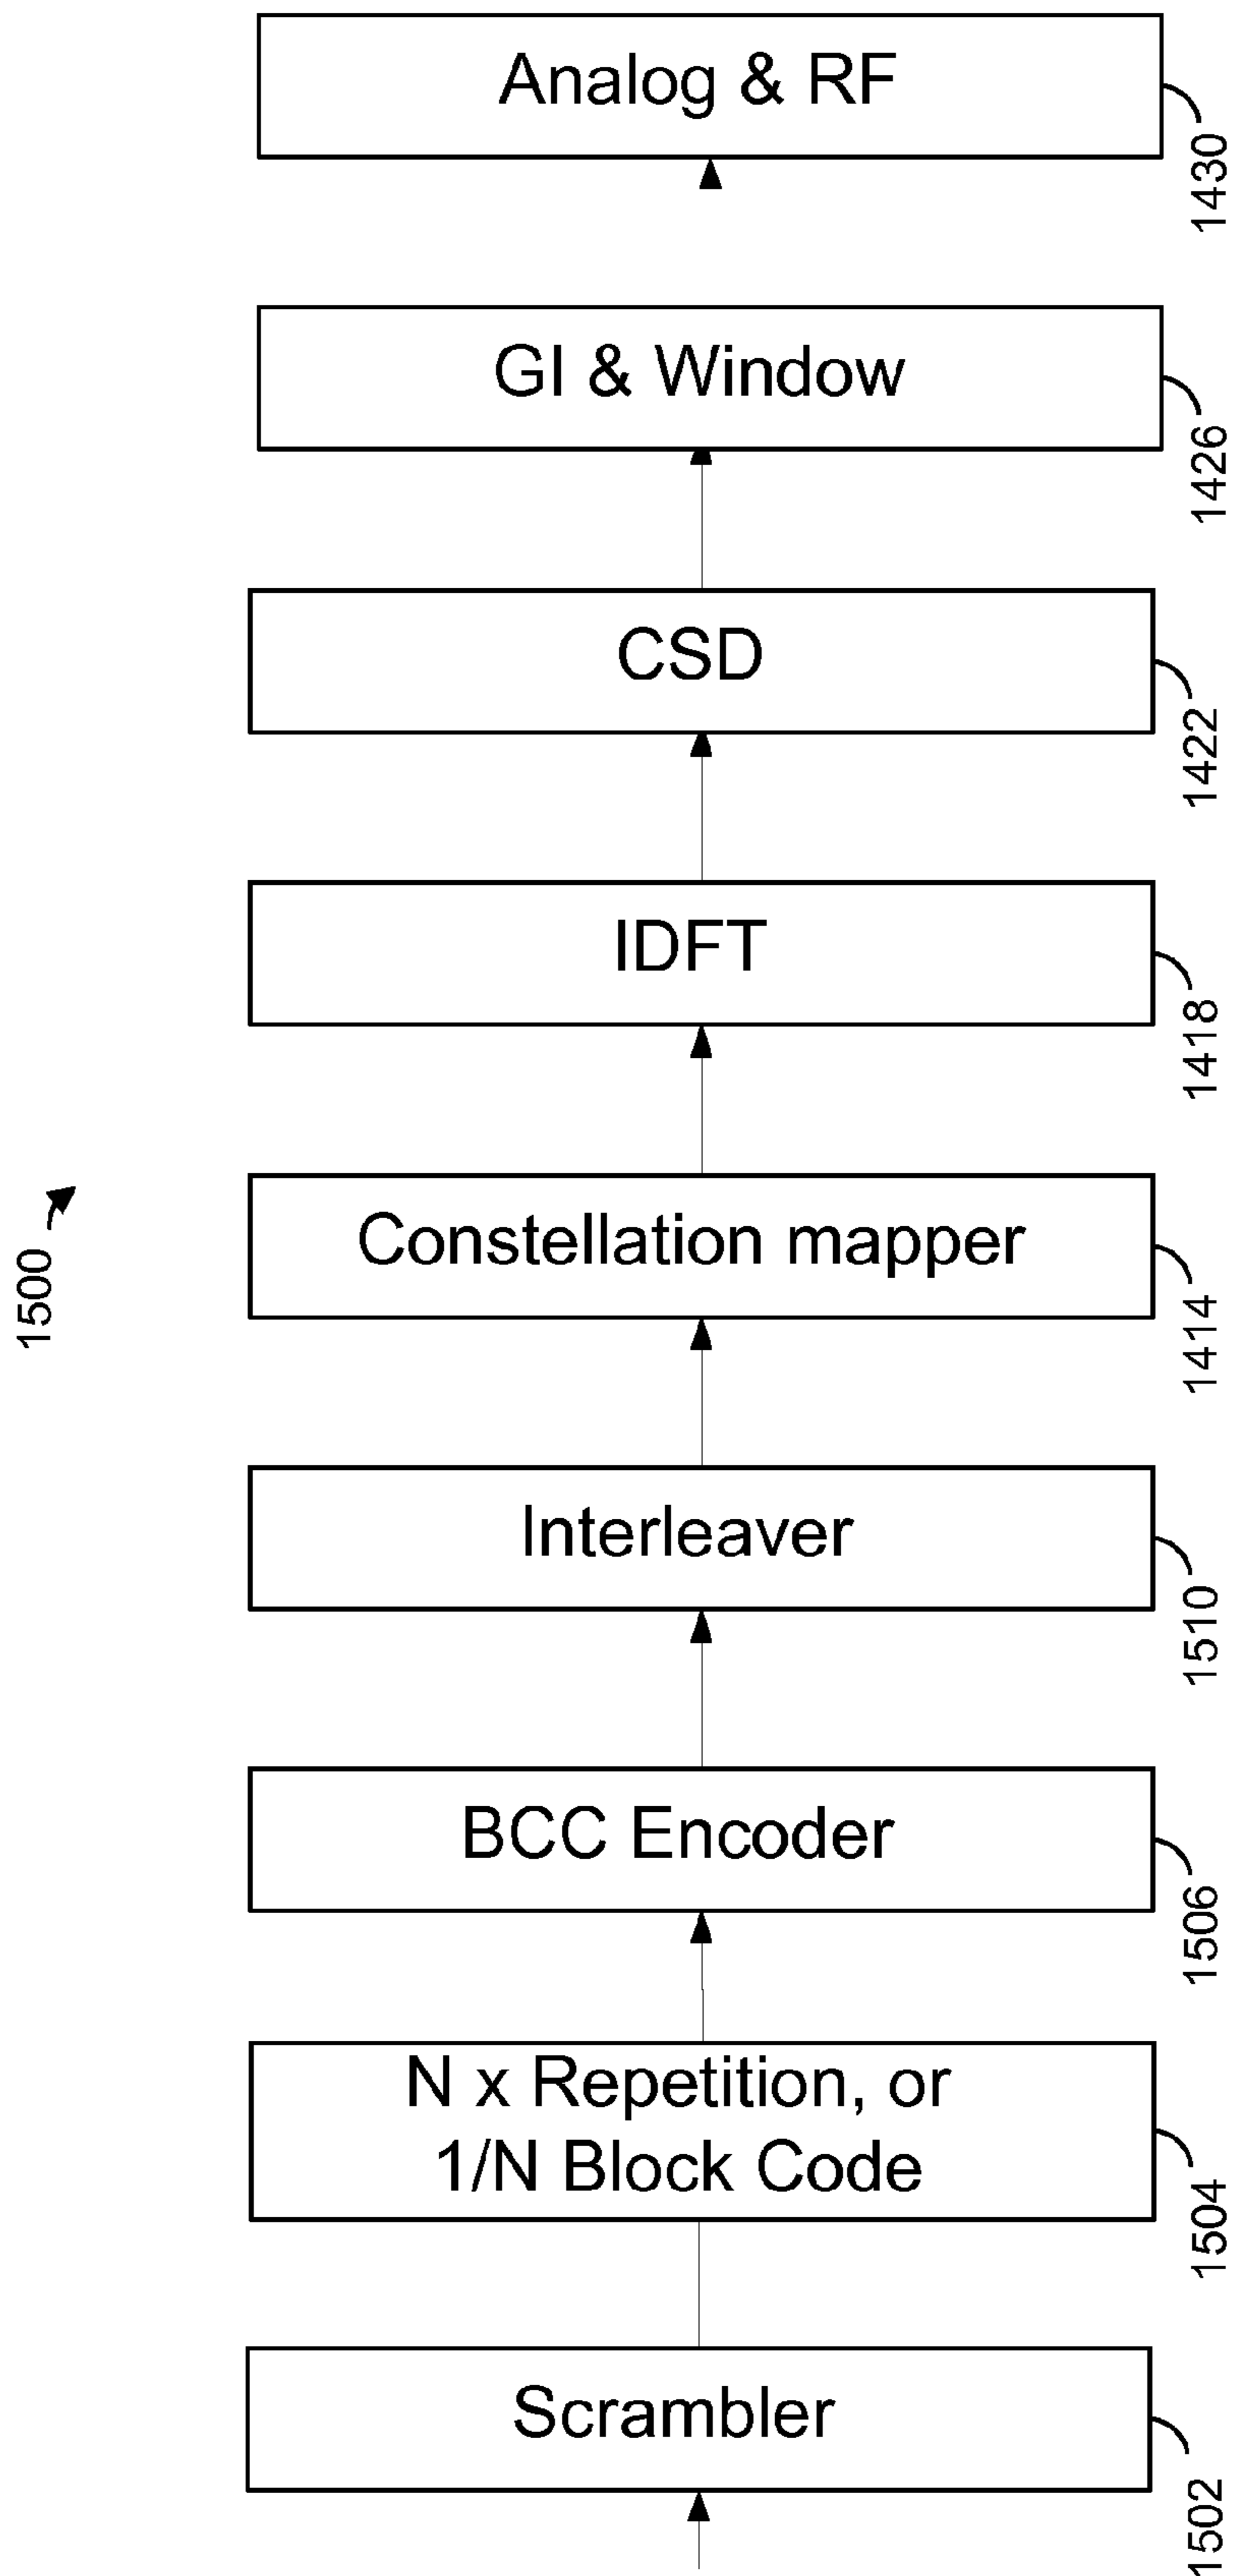 Analog & RF
1430
GI & Window
1426
CSD
1422
IDFT
1418
1500
Constellation mapper
1414
Interleaver
1510
BCC Encoder
1506
N x Repetition, or
1/N Block Code
1504
Scrambler
1502